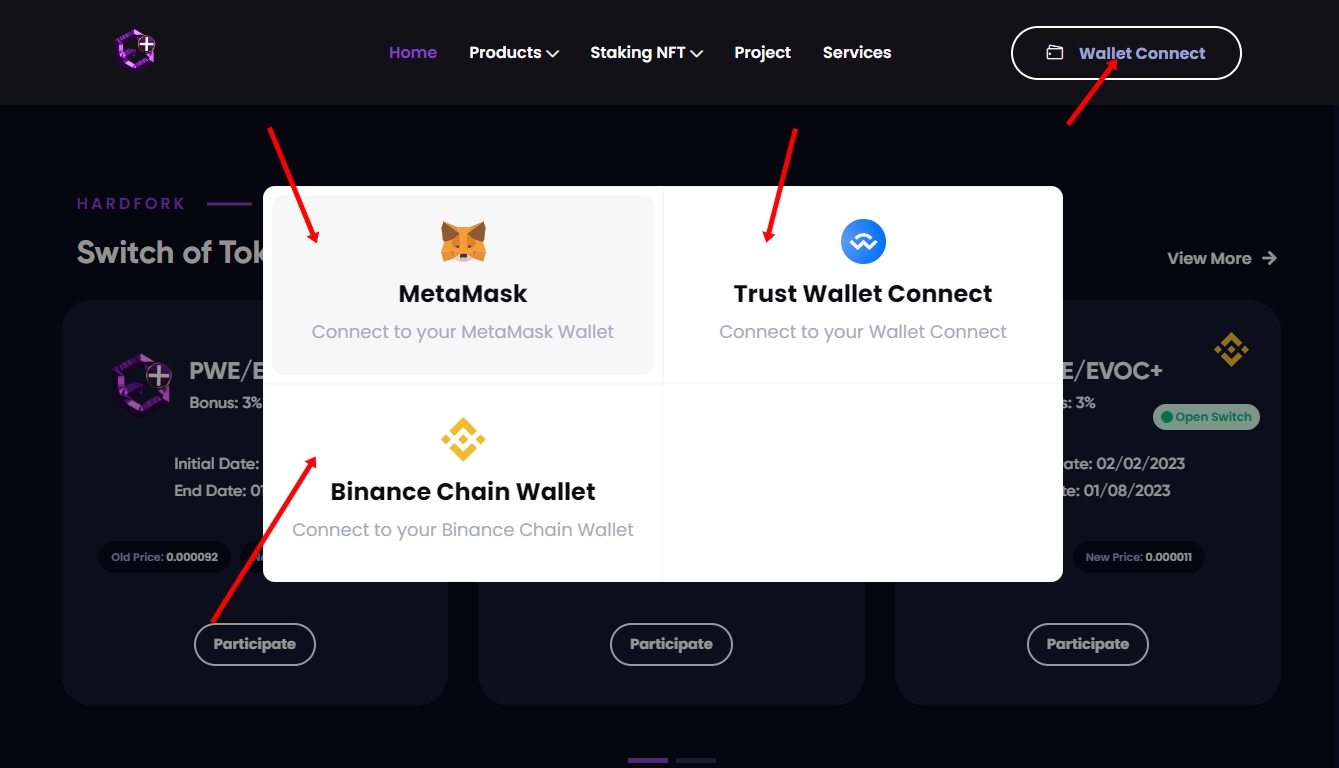 Home Products Staking NFT Project Services Wallet Connect
HARDFORK
Switch of Tok
View More
MetaMask
Connect to your MetaMask Wallet
Trust Wallet Connect
Connect to your Wallet Connect
Binance Chain Wallet
Connect to your Binance Chain Wallet
PWE/E
Bonus: 3%
Initial Date:
End Date: 01
Old Price: 0.000092
Participate
Participate
E/EVOC+
s: 3%
Open Switch
ate: 02/02/2023
te: 01/08/2023
New Price: 0.000011
Participate